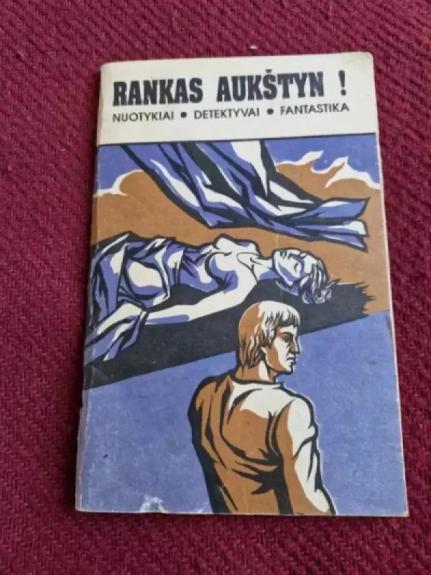 RANKAS AUKŠTYN !
NUOTYKIAI • DETEKTYVAI • FANTASTIKA